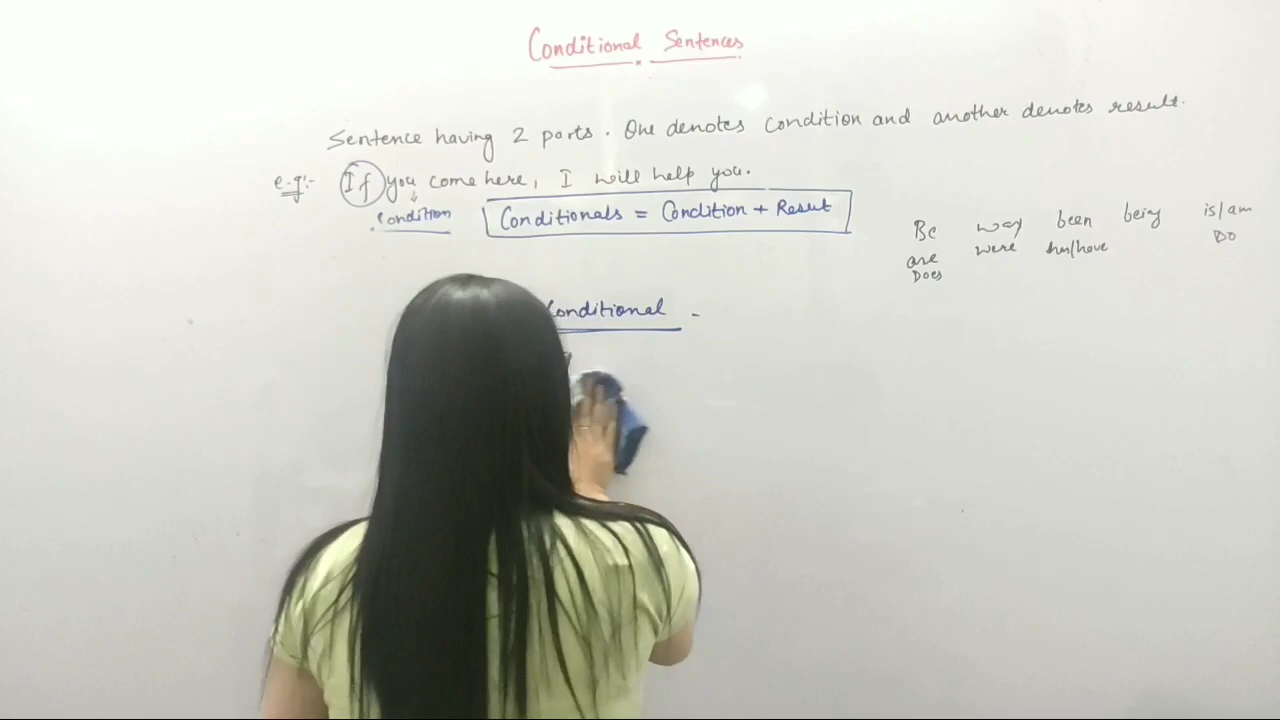 Conditional Sentences
Sentence having 2 parts. One denotes condition and another denotes result.
e.g:- If you come here, I will help you.
Condition
Conditionals = Condition + Result
Be way been being is/am
are were has/have Do
Does
Conditional -